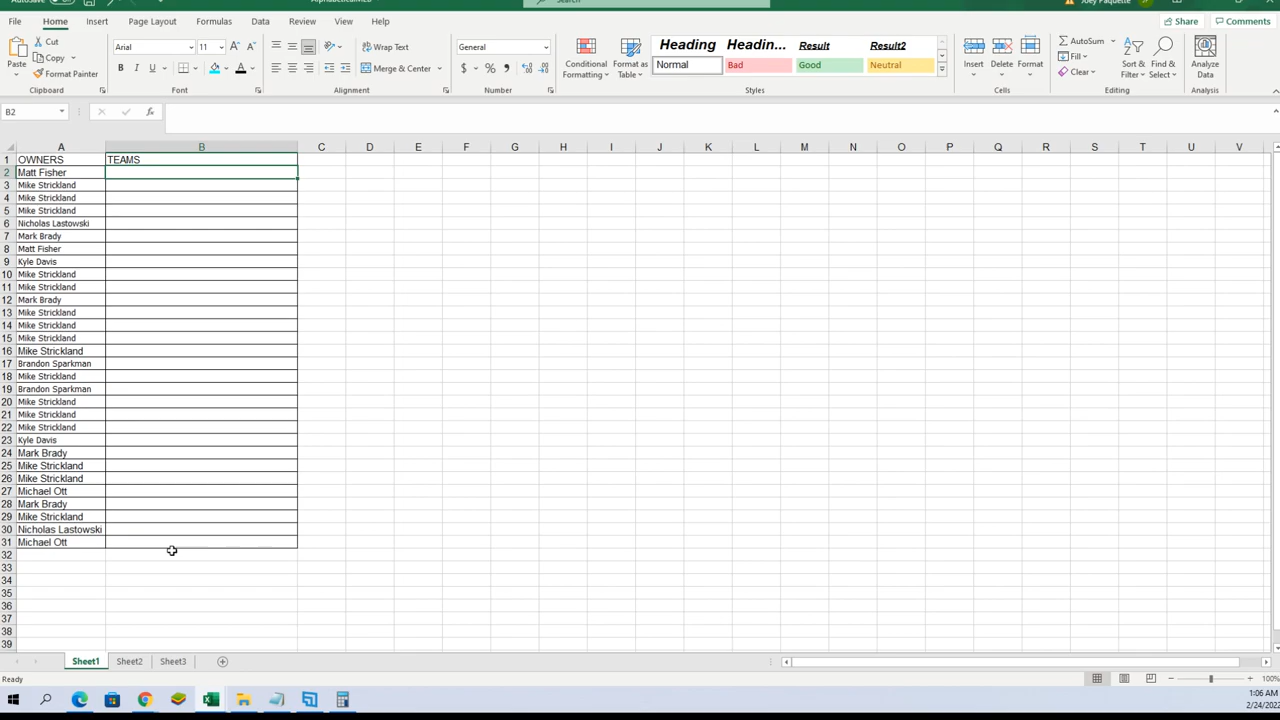 Search
Joey Paquette
File Home Insert Page Layout Formulas Data Review View Help Share Comments
Paste Cut Copy Format Painter Clipboard
Arial 11 Font
Wrap Text Merge & Center Alignment
General Number
Conditional Formatting Format as Table
Heading Headin... Result Result2
Normal Bad Good Neutral
Styles
Insert Delete Format Cells
AutoSum Fill Clear Sort & Filter Find & Select Editing
Analyze Data Analysis
B2 fx
A B C D E F G H I J K L M N O P Q R S T U V
1 OWNERS TEAMS
2 Matt Fisher
3 Mike Strickland
4 Mike Strickland
5 Mike Strickland
6 Nicholas Lastowski
7 Mark Brady
8 Matt Fisher
9 Kyle Davis
10 Mike Strickland
11 Mike Strickland
12 Mark Brady
13 Mike Strickland
14 Mike Strickland
15 Mike Strickland
16 Mike Strickland
17 Brandon Sparkman
18 Mike Strickland
19 Brandon Sparkman
20 Mike Strickland
21 Mike Strickland
22 Mike Strickland
23 Kyle Davis
24 Mark Brady
25 Mike Strickland
26 Mike Strickland
27 Michael Ott
28 Mark Brady
29 Mike Strickland
30 Nicholas Lastowski
31 Michael Ott
32
33
34
35
36
37
38
39
Sheet1 Sheet2 Sheet3
Ready 100%
1:06 AM